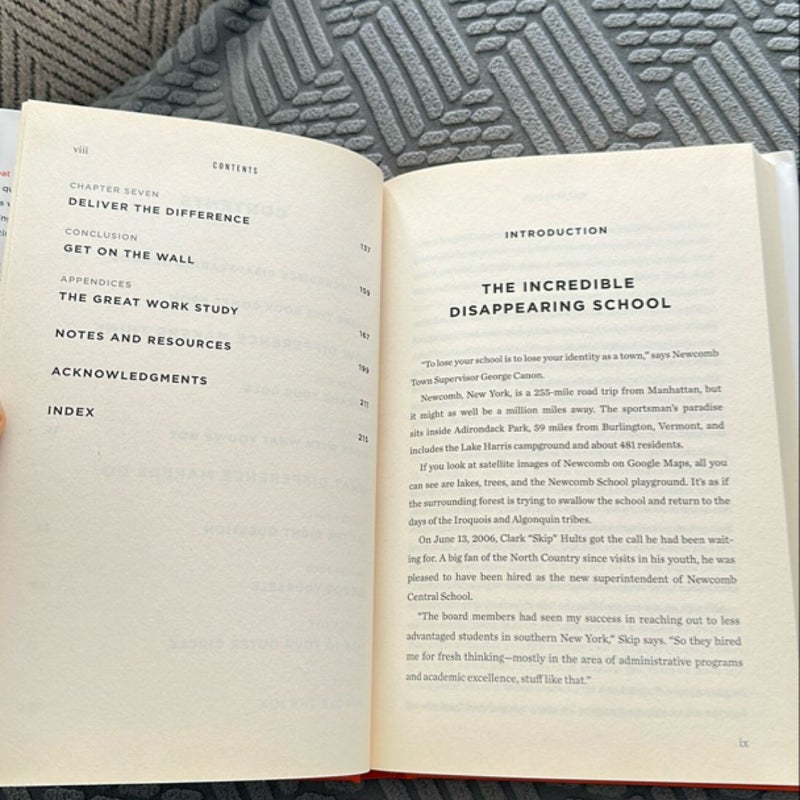 viii
CONTENTS
CHAPTER SEVEN
DELIVER THE DIFFERENCE 137
CONCLUSION
GET ON THE WALL 159
APPENDICES
THE GREAT WORK STUDY 167
NOTES AND RESOURCES 199
ACKNOWLEDGMENTS 211
INDEX 215
INTRODUCTION
THE INCREDIBLE
DISAPPEARING SCHOOL
"To lose your school is to lose your identity as a town," says Newcomb
Town Supervisor George Canon.
Newcomb, New York, is a 255-mile road trip from Manhattan, but
it might as well be a million miles away. The sportsman's paradise
sits inside Adirondack Park, 59 miles from Burlington, Vermont, and
includes the Lake Harris campground and about 481 residents.
If you look at satellite images of Newcomb on Google Maps, all you
can see are lakes, trees, and the Newcomb School playground. It's as if
the surrounding forest is trying to swallow the school and return to the
days of the Iroquois and Algonquin tribes.
On June 13, 2006, Clark "Skip" Hults got the call he had been wait-
ing for. A big fan of the North Country since visits in his youth, he was
pleased to have been hired as the new superintendent of Newcomb
Central School.
"The board members had seen my success in reaching out to less
advantaged students in southern New York," Skip says. "So they hired
me for fresh thinking—mostly in the area of administrative programs
and academic excellence, stuff like that."
ix